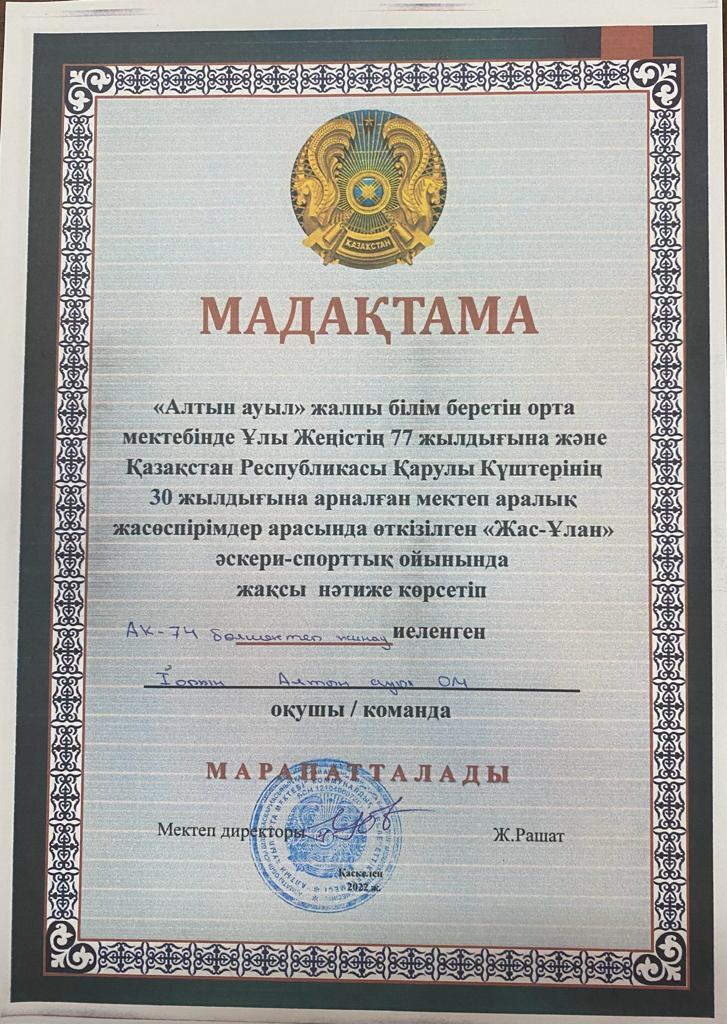 ҚАЗАҚСТАН
МАДАҚТАМА
«Алтын ауыл» жалпы білім беретін орта
мектебінде Ұлы Жеңістің 77 жылдығына және
Қазақстан Республикасы Қарулы Күштерінің
30 жылдығына арналған мектеп аралық
жасөспірімдер арасында өткізілген «Жас-Ұлан»
әскери-спорттық ойынында
жақсы нәтиже көрсетіп
АК-74 бөлшектеп жинау иеленген
І орын Алтын ауыл ОМ
оқушы / команда
МАРАПАТТАЛАДЫ
Мектеп директоры Ж.Рашат
Қаскелең
2022 ж.